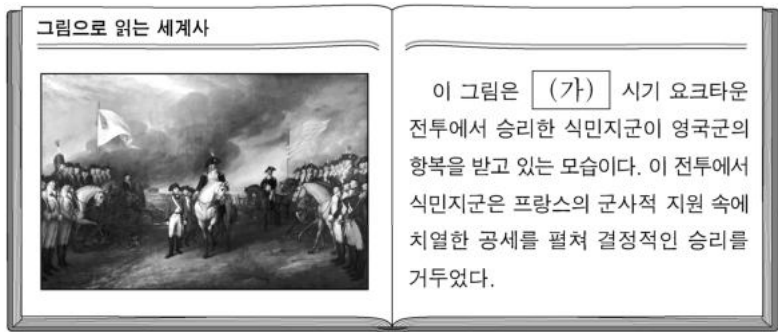 그림으로 읽는 세계사
이 그림은 (가) 시기 요크타운
전투에서 승리한 식민지군이 영국군의
항복을 받고 있는 모습이다. 이 전투에서
식민지군은 프랑스의 군사적 지원 속에
치열한 공세를 펼쳐 결정적인 승리를
거두었다.